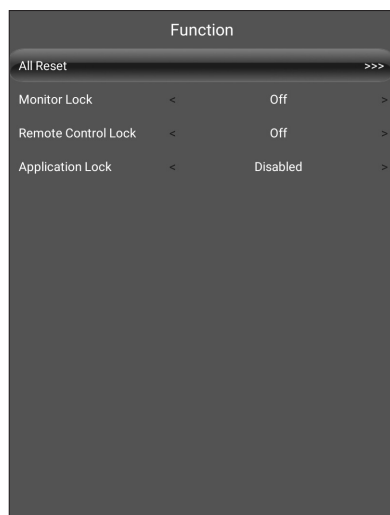 Function
All Reset >>>
Monitor Lock < Off >
Remote Control Lock < Off >
Application Lock < Disabled >